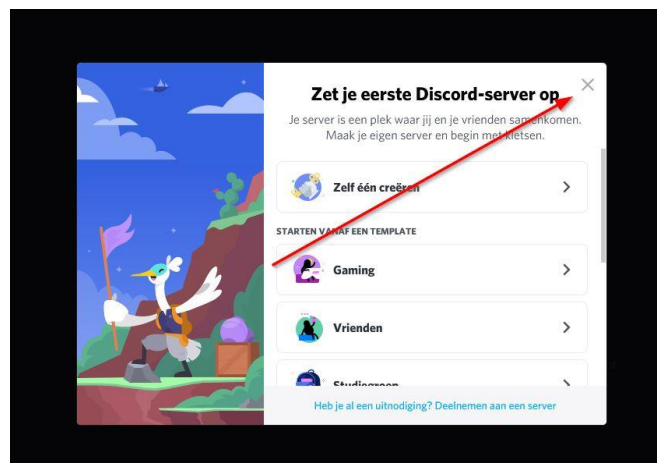 Zet je eerste Discord-server op
Je server is een plek waar jij en je vrienden samenkomen.
Maak je eigen server en begin met kletsen.
Zelf één creëren
STARTEN VANAF EEN TEMPLATE
Gaming
Vrienden
Studiegroep
Heb je al een uitnodiging? Deelnemen aan een server